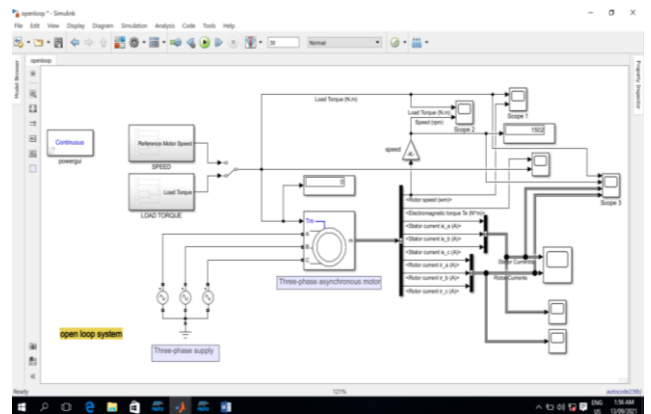 openloop * - Simulink
File Edit View Display Diagram Simulation Analysis Code Tools Help
30
Normal
openloop
Model Browser
Property Inspector
Continuous
powergui
Reference Motor Speed
SPEED
Load Torque
LOAD TORQUE
Load Torque (N.m)
Scope 1
Load Torque (N.m)
Speed (rpm)
Scope 2
1502
speed
-K-
0
Scope 3
Tm
A
B
C
m
Three-phase asynchronous motor
<Rotor speed (wm)>
<Electromagnetic torque Te (N*m)>
<Stator current is_a (A)>
<Stator current is_b (A)>
<Stator current is_c (A)>
<Rotor current ir_a (A)>
<Rotor current ir_b (A)>
<Rotor current ir_c (A)>
Stator Currents
Rotor Currents
open loop system
Three-phase supply
Ready
121%
ENG
1:56 AM
US
13/09/2021